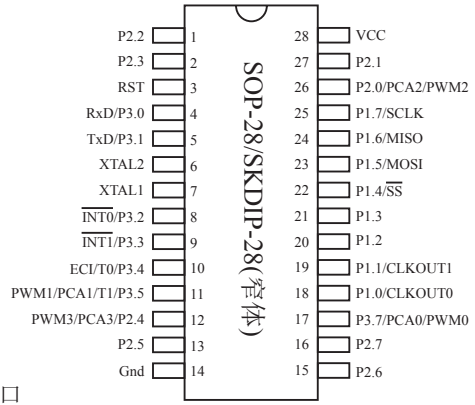 P2.2 1 28 VCC
P2.3 2 27 P2.1
RST 3 26 P2.0/PCA2/PWM2
RxD/P3.0 4 25 P1.7/SCLK
TxD/P3.1 5 24 P1.6/MISO
XTAL2 6 23 P1.5/MOSI
XTAL1 7 22 P1.4/S̅S̅
I̅N̅T̅0̅/P3.2 8 21 P1.3
I̅N̅T̅1̅/P3.3 9 20 P1.2
ECI/T0/P3.4 10 19 P1.1/CLKOUT1
PWM1/PCA1/T1/P3.5 11 18 P1.0/CLKOUT0
PWM3/PCA3/P2.4 12 17 P3.7/PCA0/PWM0
P2.5 13 16 P2.7
Gnd 14 15 P2.6
SOP-28/SKDIP-28(窄体)
口